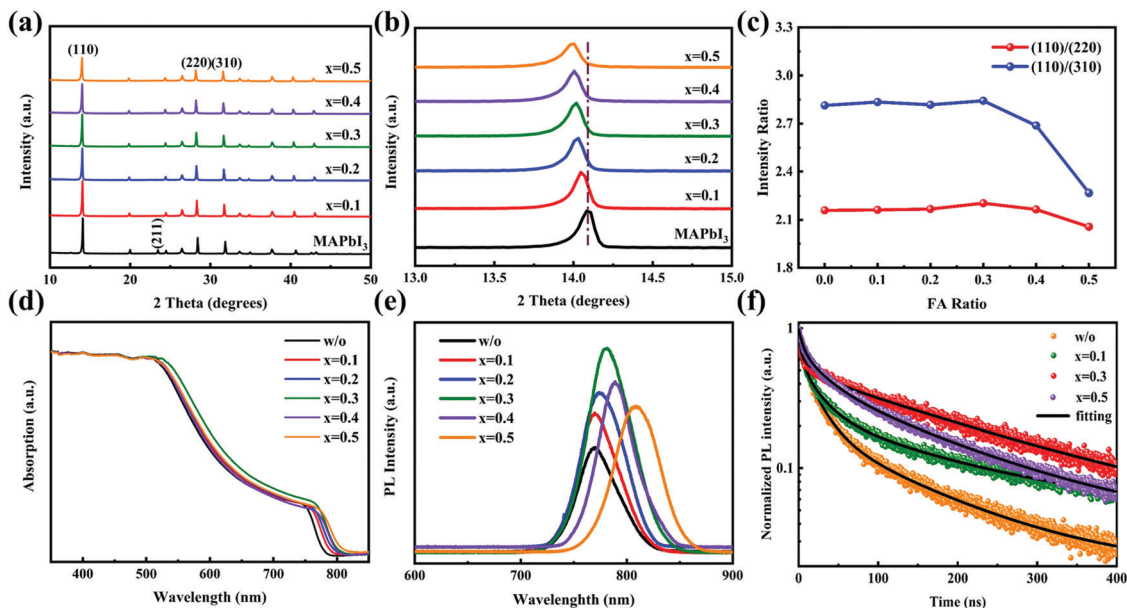 (a)
(110)
(220)(310)
x=0.5
x=0.4
x=0.3
x=0.2
x=0.1
(211)
MAPbI3
Intensity (a.u.)
10 20 30 40 50
2 Theta (degrees)
(b)
x=0.5
x=0.4
x=0.3
x=0.2
x=0.1
MAPbI3
Intensity (a.u.)
13.0 13.5 14.0 14.5 15.0
2 Theta (degrees)
(c)
(110)/(220)
(110)/(310)
3.3
3.0
2.7
2.4
2.1
1.8
Intensity Ratio
0.0 0.1 0.2 0.3 0.4 0.5
FA Ratio
(d)
w/o
x=0.1
x=0.2
x=0.3
x=0.4
x=0.5
Absorption (a.u.)
400 500 600 700 800
Wavelength (nm)
(e)
w/o
x=0.1
x=0.2
x=0.3
x=0.4
x=0.5
PL Intensity (a.u.)
600 700 800 900
Wavelenghth (nm)
(f)
w/o
x=0.1
x=0.3
x=0.5
fitting
1
0.1
Normalized PL intensity (a.u.)
0 100 200 300 400
Time (ns)